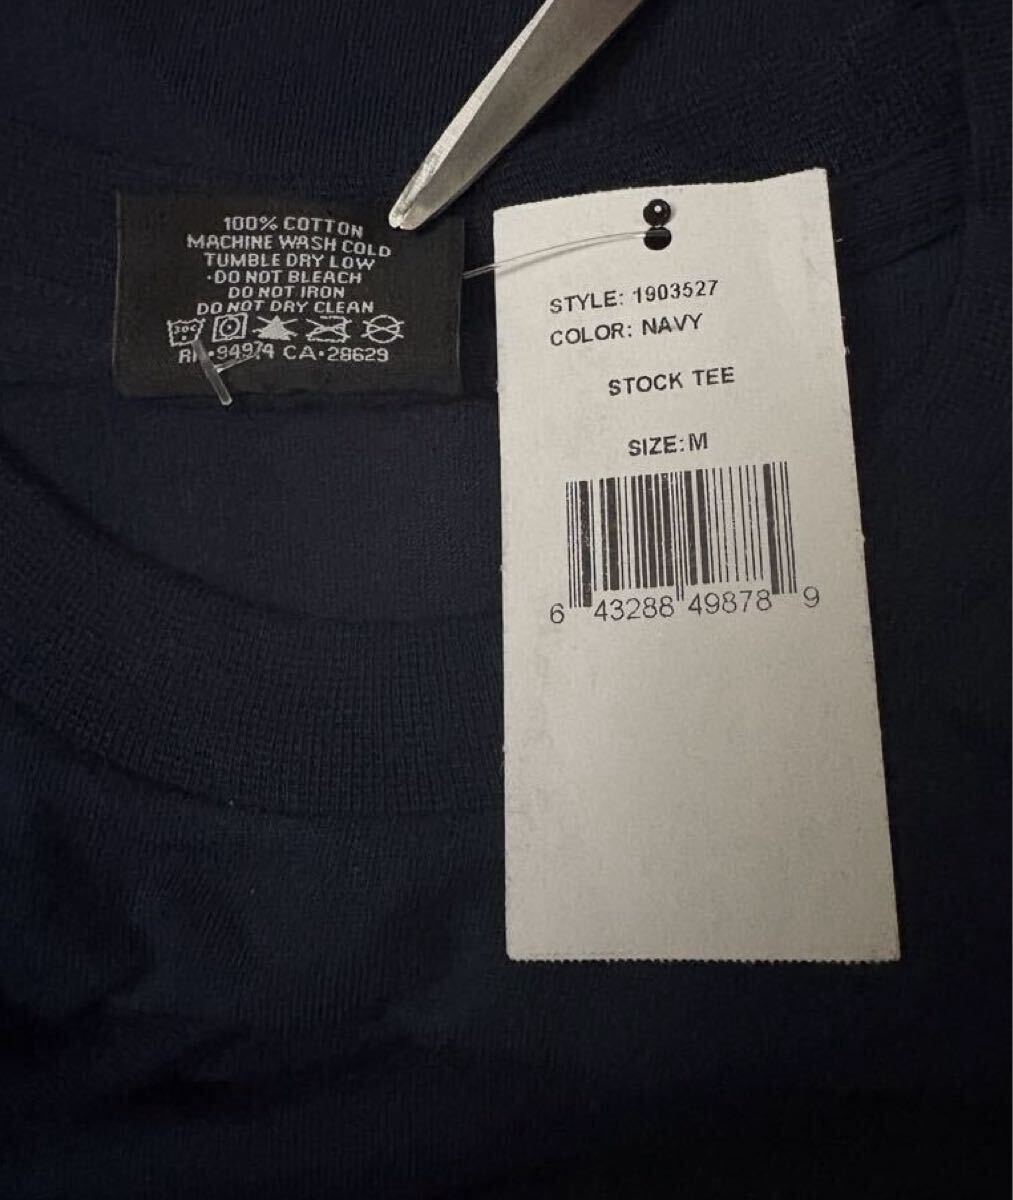 100% COTTON
MACHINE WASH COLD
TUMBLE DRY LOW
·DO NOT BLEACH
DO NOT IRON
DO NOT DRY CLEAN
30C
CA·28629
STYLE: 1903527
COLOR: NAVY
STOCK TEE
SIZE: M
6 43288 49878 9